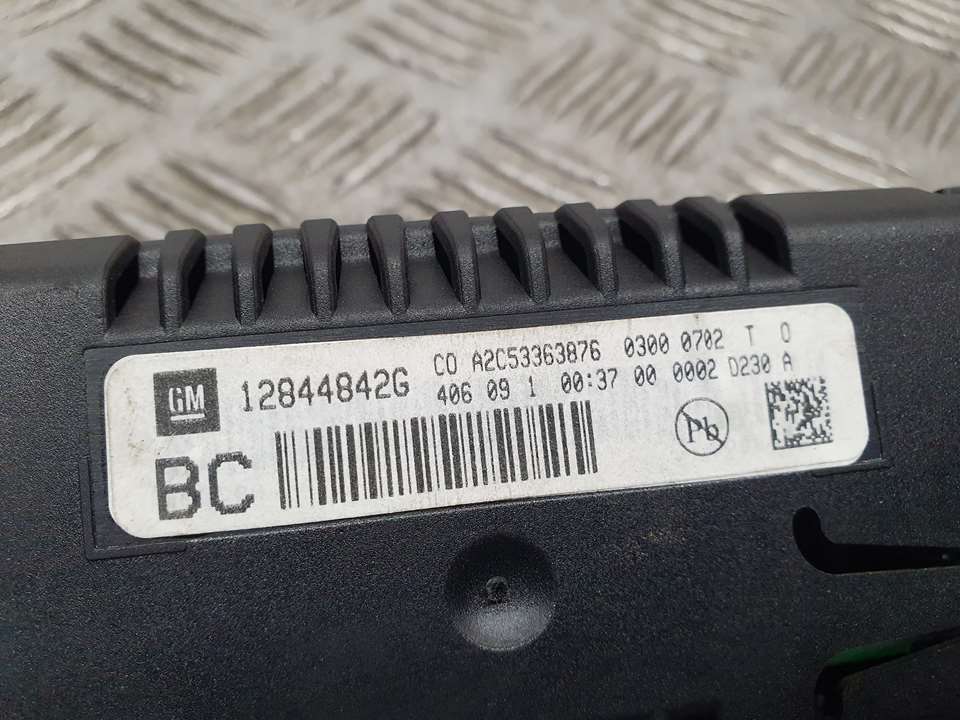 GM 12844842G CO A2C53363876 0300 0702 T 0
406 09 1 00:37 00 0002 D230 A
BC Pb